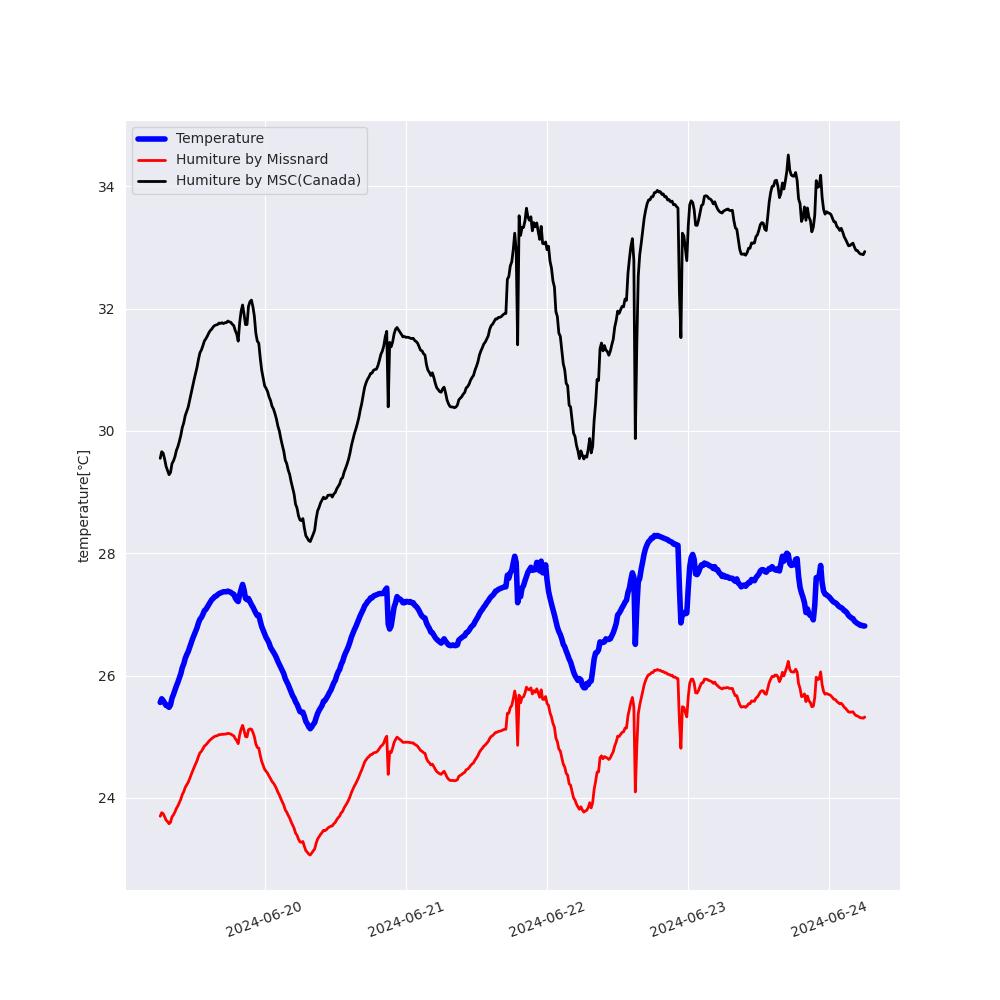 Temperature
Humiture by Missnard
Humiture by MSC(Canada)
34
32
30
28
26
24
temperature[℃]
2024-06-20
2024-06-21
2024-06-22
2024-06-23
2024-06-24